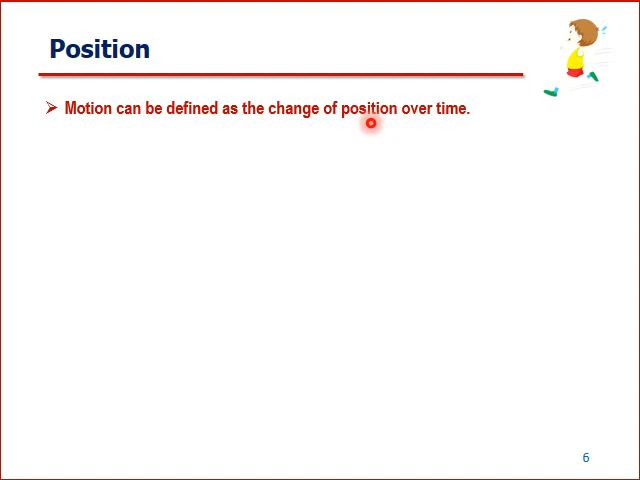 Position
➢ Motion can be defined as the change of position over time.
6